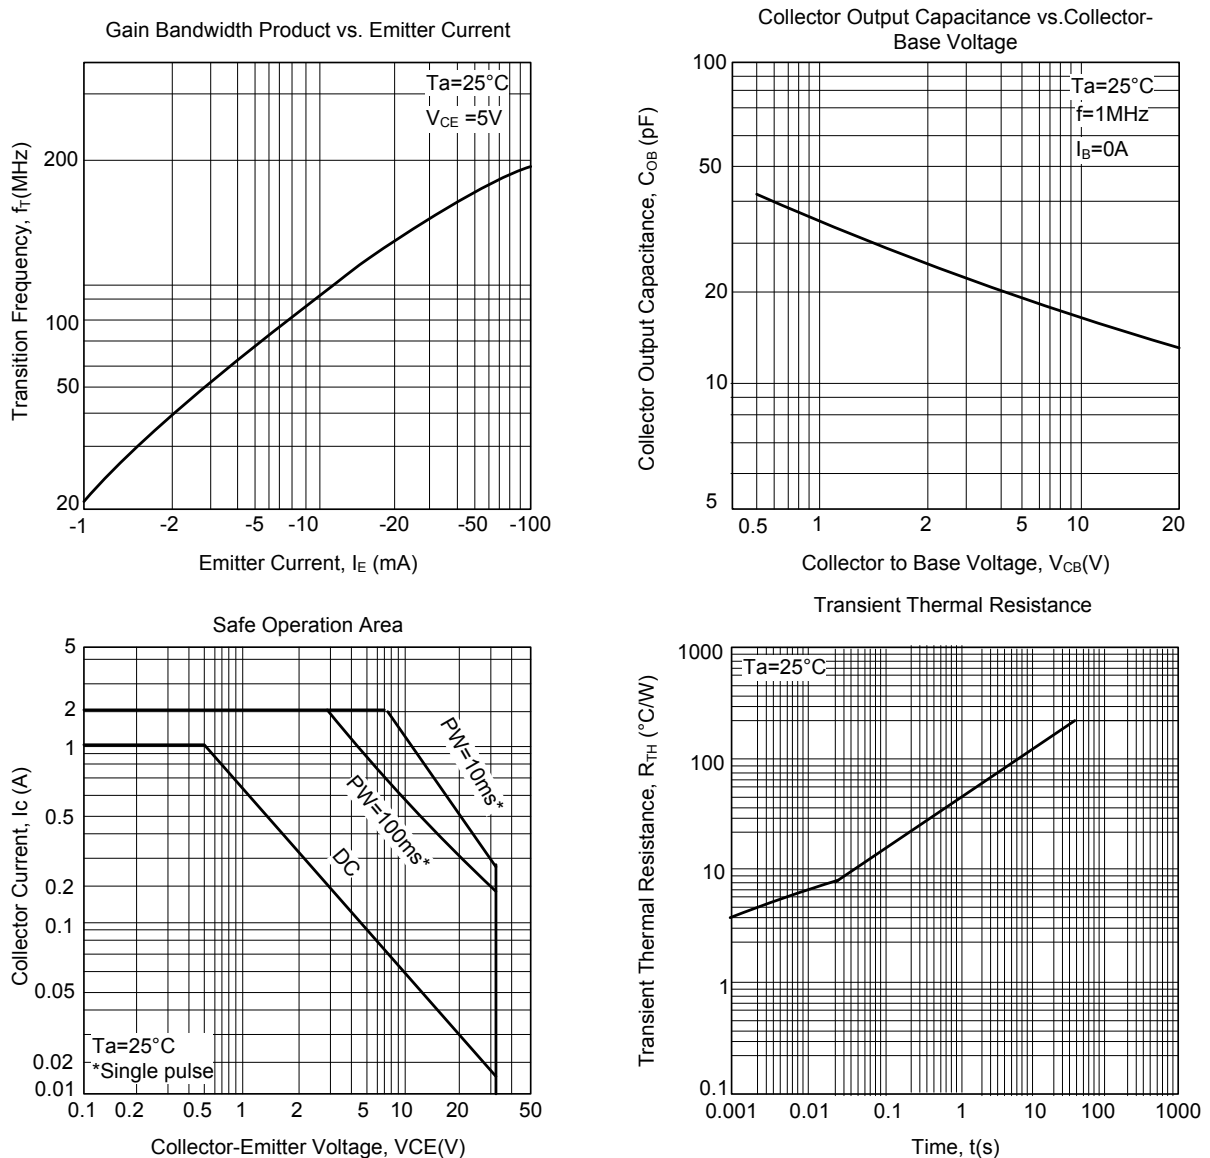 Gain Bandwidth Product vs. Emitter Current
Ta=25°C
VCE =5V
Transition Frequency, fT(MHz)
200
100
50
20
-1 -2 -5 -10 -20 -50 -100
Emitter Current, IE (mA)
Collector Output Capacitance vs.Collector-
Base Voltage
Ta=25°C
f=1MHz
IB=0A
Collector Output Capacitance, COB (pF)
100
50
20
10
5
0.5 1 2 5 10 20
Collector to Base Voltage, VCB(V)
Safe Operation Area
PW=10ms*
PW=100ms*
DC
Ta=25°C
*Single pulse
Collector Current, Ic (A)
5
2
1
0.5
0.2
0.1
0.05
0.02
0.01
0.1 0.2 0.5 1 2 5 10 20 50
Collector-Emitter Voltage, VCE(V)
Transient Thermal Resistance
Ta=25°C
Transient Thermal Resistance, RTH (°C/W)
1000
100
10
1
0.1
0.001 0.01 0.1 1 10 100 1000
Time, t(s)